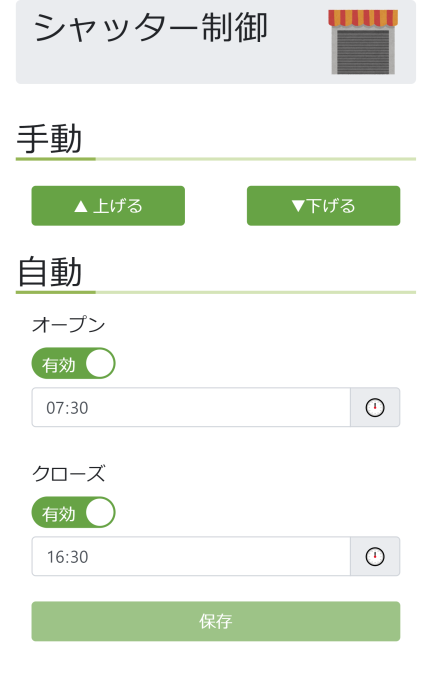 シャッター制御
手動
▲ 上げる
▼下げる
自動
オープン
有効
07:30
クローズ
有効
16:30
保存